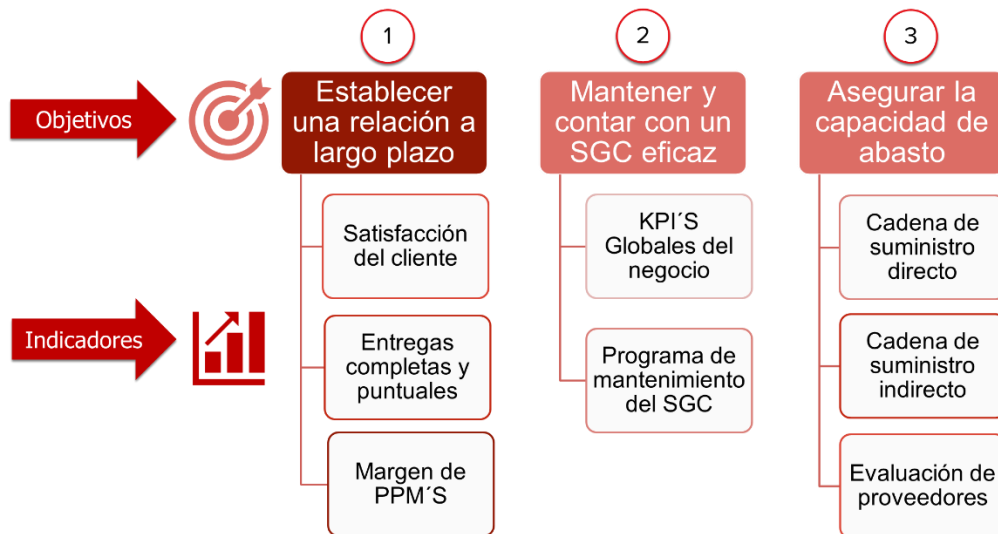 1
2
3
Objetivos
Establecer
una relación a
largo plazo
Mantener y
contar con un
SGC eficaz
Asegurar la
capacidad de
abasto
Indicadores
Satisfacción
del cliente
Entregas
completas y
puntuales
Margen de
PPM´S
KPI´S
Globales del
negocio
Programa de
mantenimiento
del SGC
Cadena de
suministro
directo
Cadena de
suministro
indirecto
Evaluación de
proveedores